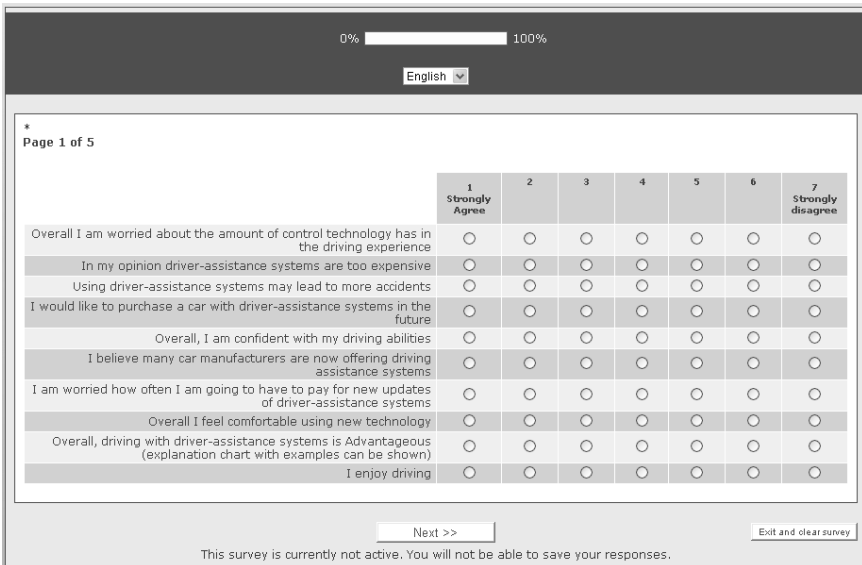 0% 100%
English
*
Page 1 of 5
1 Strongly Agree 2 3 4 5 6 7 Strongly disagree
Overall I am worried about the amount of control technology has in
the driving experience
In my opinion driver-assistance systems are too expensive
Using driver-assistance systems may lead to more accidents
I would like to purchase a car with driver-assistance systems in the
future
Overall, I am confident with my driving abilities
I believe many car manufacturers are now offering driving
assistance systems
I am worried how often I am going to have to pay for new updates
of driver-assistance systems
Overall I feel comfortable using new technology
Overall, driving with driver-assistance systems is Advantageous
(explanation chart with examples can be shown)
I enjoy driving
Next >> Exit and clear survey
This survey is currently not active. You will not be able to save your responses.